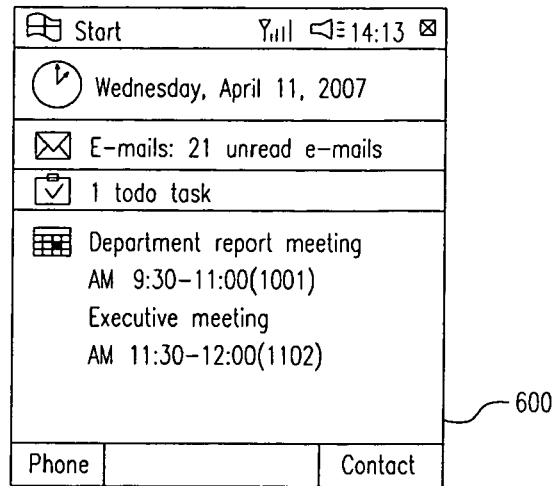 Start 14:13
Wednesday, April 11, 2007
E-mails: 21 unread e-mails
1 todo task
Department report meeting
AM 9:30-11:00(1001)
Executive meeting
AM 11:30-12:00(1102)
600
Phone Contact